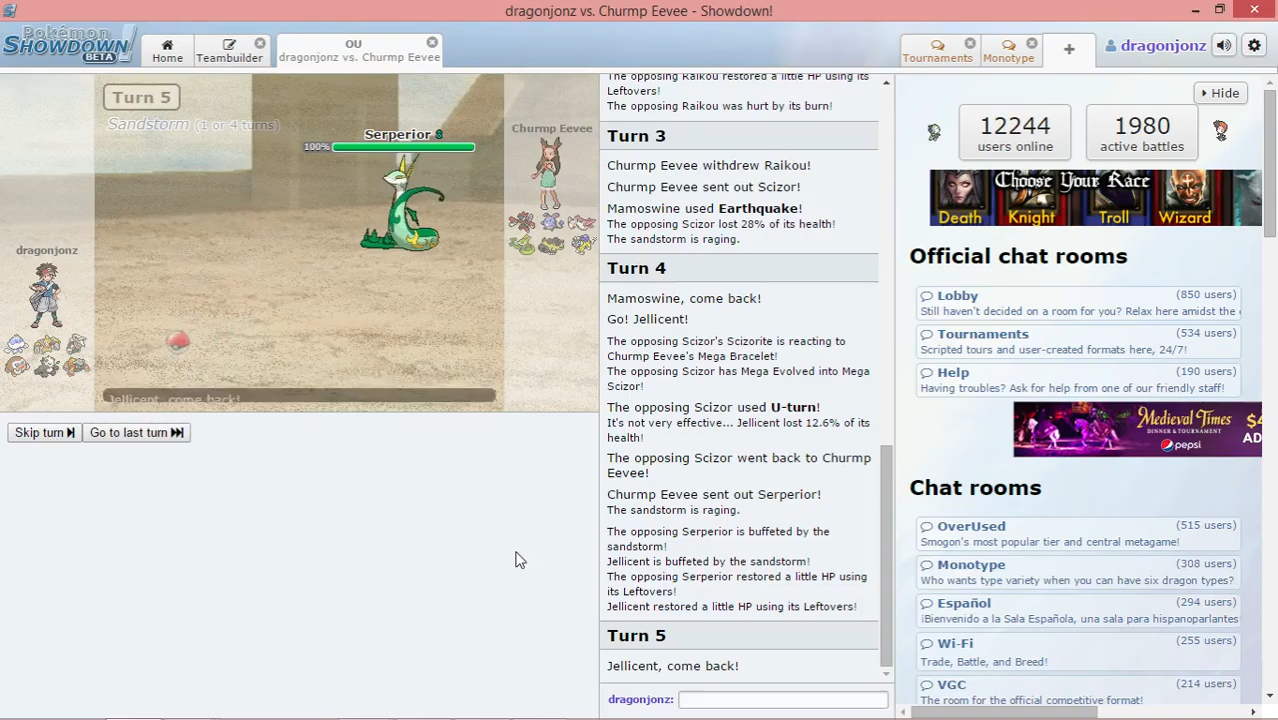 dragonjonz vs. Churmp Eevee - Showdown!
Pokémon
SHOWDOWN!
BETA
Home
Teambuilder
OU
dragonjonz vs. Churmp Eevee
Tournaments
Monotype
+
dragonjonz
Turn 5
Sandstorm (1 or 4 turns)
Serperior
100%
Churmp Eevee
dragonjonz
Jellicent, come back!
Skip turn
Go to last turn
The opposing Raikou restored a little HP using its
Leftovers!
The opposing Raikou was hurt by its burn!
Turn 3
Churmp Eevee withdrew Raikou!
Churmp Eevee sent out Scizor!
Mamoswine used Earthquake!
The opposing Scizor lost 28% of its health!
The sandstorm is raging.
Turn 4
Mamoswine, come back!
Go! Jellicent!
The opposing Scizor's Scizorite is reacting to
Churmp Eevee's Mega Bracelet!
The opposing Scizor has Mega Evolved into Mega
Scizor!
The opposing Scizor used U-turn!
It's not very effective... Jellicent lost 12.6% of its
health!
The opposing Scizor went back to Churmp
Eevee!
Churmp Eevee sent out Serperior!
The sandstorm is raging.
The opposing Serperior is buffeted by the
sandstorm!
Jellicent is buffeted by the sandstorm!
The opposing Serperior restored a little HP using
its Leftovers!
Jellicent restored a little HP using its Leftovers!
Turn 5
Jellicent, come back!
dragonjonz:
Hide
12244
users online
1980
active battles
Choose Your Race
Death
Knight
Troll
Wizard
Official chat rooms
Lobby (850 users)
Still haven't decided on a room for you? Relax here amidst the
Tournaments (534 users)
Scripted tours and user-created formats here, 24/7!
Help (190 users)
Having troubles? Ask for help from one of our friendly staff!
Medieval Times
DINNER & TOURNAMENT
pepsi
$4
AD
Chat rooms
OverUsed (515 users)
Smogon's most popular tier and central metagame!
Monotype (308 users)
Who wants type variety when you can have six dragon types?
Español (294 users)
¡Bienvenido a la Sala Española, una sala para hispanoparlantes
Wi-Fi (255 users)
Trade, Battle, and Breed!
VGC (214 users)
The room for the official competitive format!